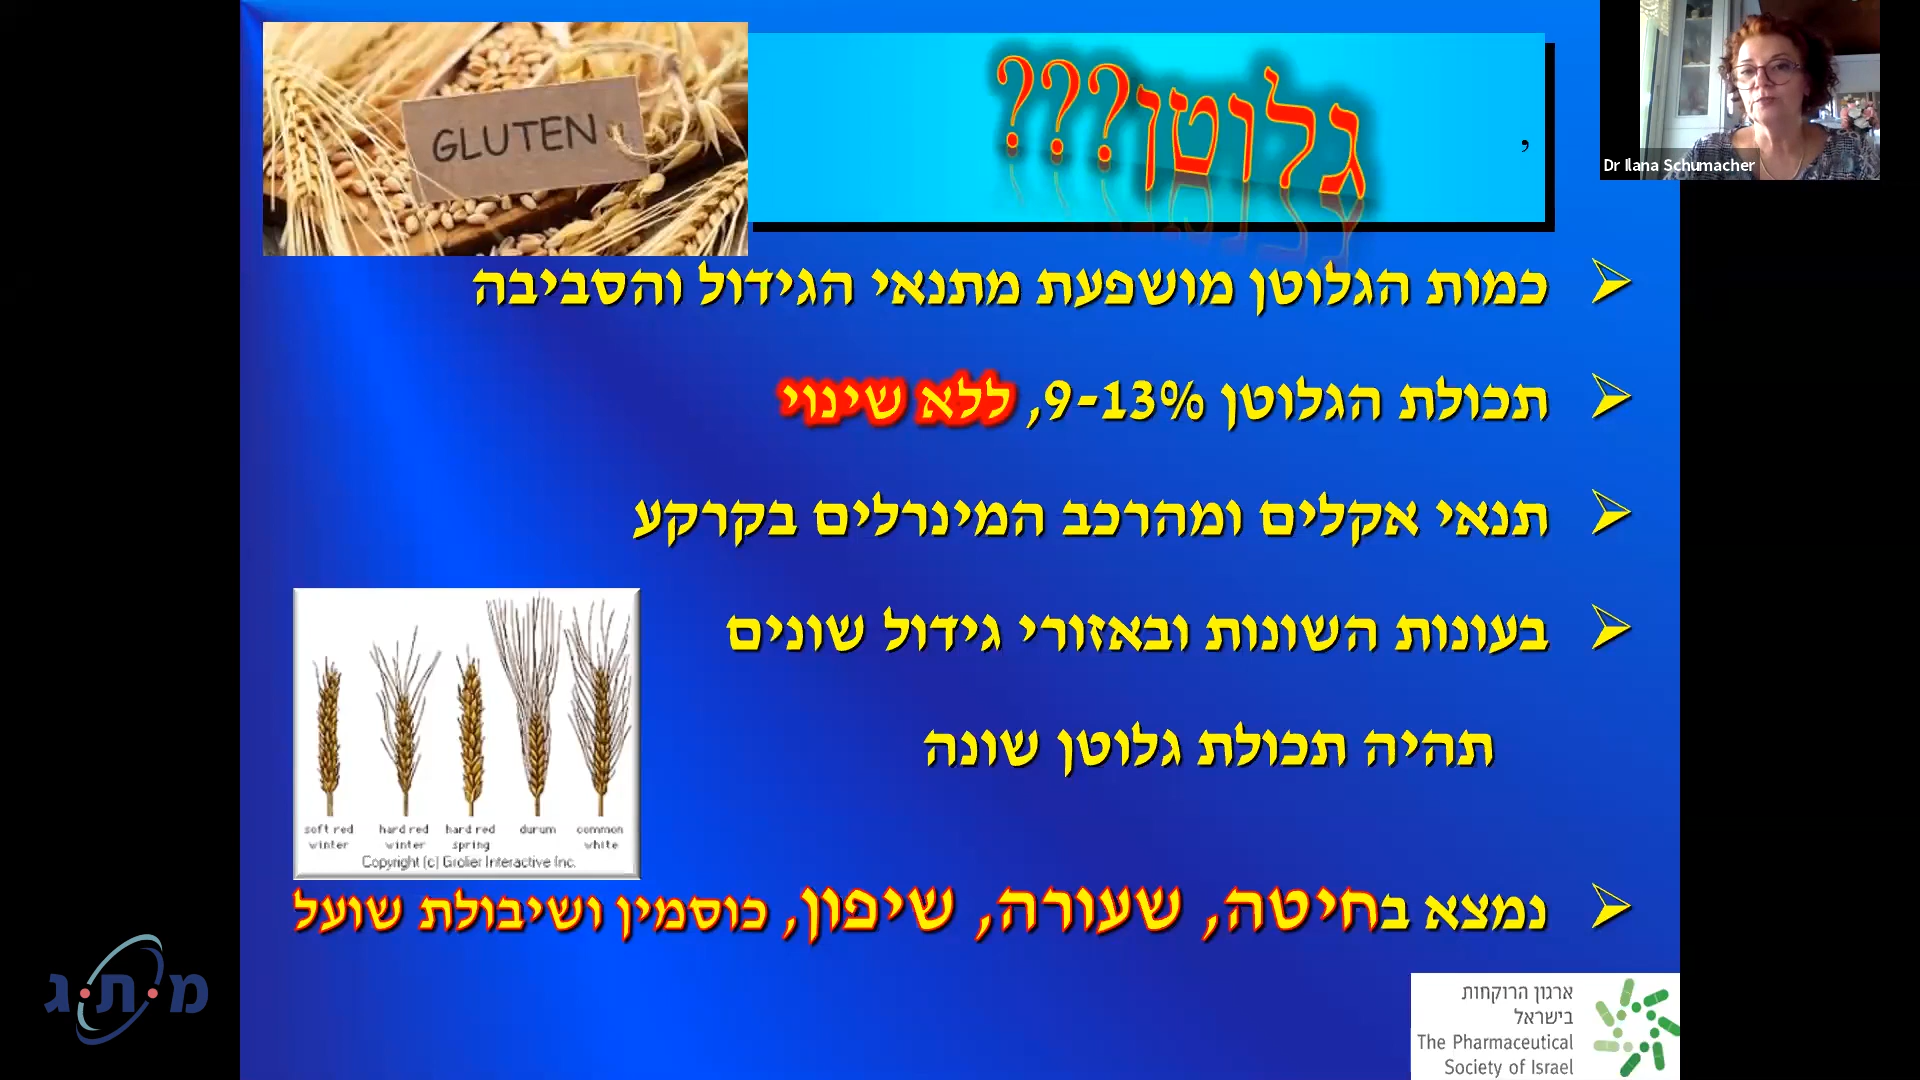 GLUTEN
גלוטן???
,
Dr Ilana Schumacher
כמות הגלוטן מושפעת מתנאי הגידול והסביבה
תכולת הגלוטן 9-13%, ללא שינוי
תנאי אקלים ומהרכב המינרלים בקרקע
בעונות השונות ובאזורי גידול שונים
תהיה תכולת גלוטן שונה
soft red winter
hard red winter
hard red spring
durum
common white
Copyright (c) Grolier Interactive Inc.
נמצא בחיטה, שעורה, שיפון, כוסמין ושיבולת שועל
מ.ת.ג
ארגון הרוקחות
בישראל
The Pharmaceutical
Society of Israel